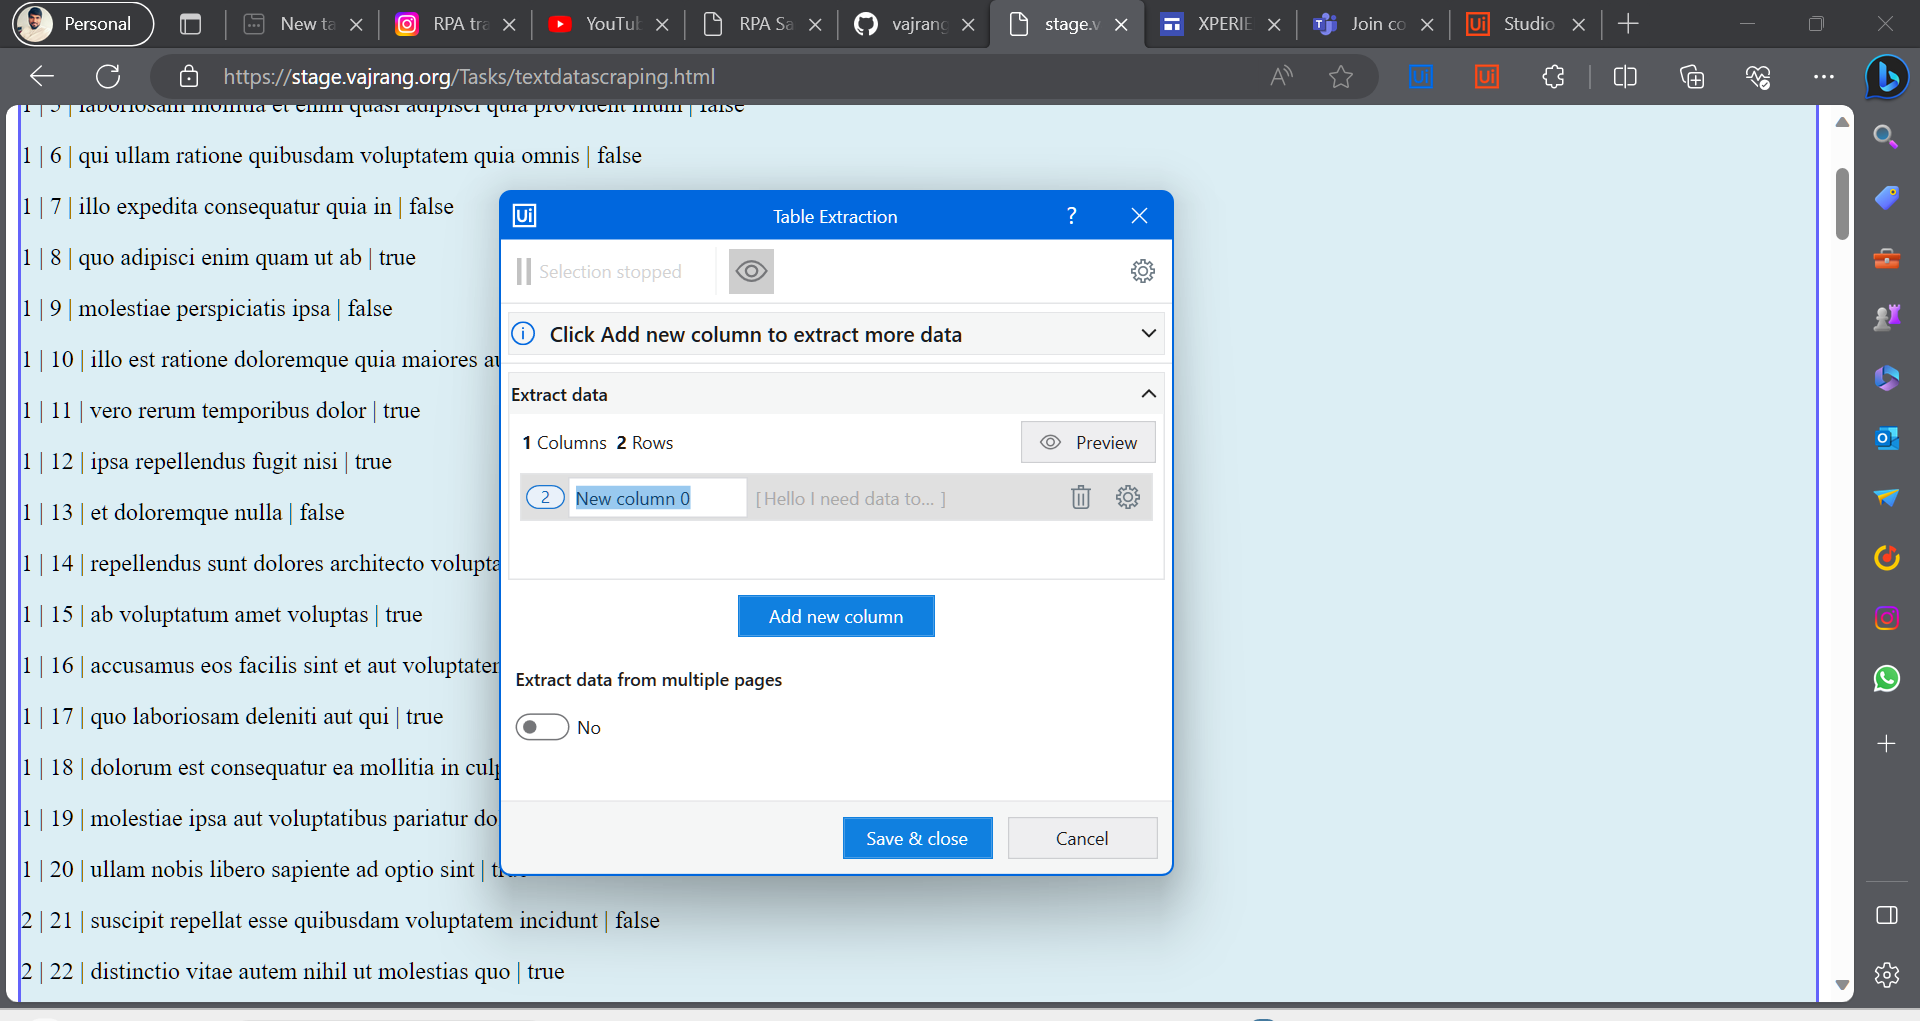 Personal
New ta
RPA tra
YouTub
RPA Sa
vajrang
stage.v
XPERIE
Join co
Studio
https://stage.vajrang.org/Tasks/textdatascraping.html
1 | 5 | laboriosam mollitia et enim quasi adipisci quia provident illum | false
1 | 6 | qui ullam ratione quibusdam voluptatem quia omnis | false
1 | 7 | illo expedita consequatur quia in | false
1 | 8 | quo adipisci enim quam ut ab | true
1 | 9 | molestiae perspiciatis ipsa | false
1 | 10 | illo est ratione doloremque quia maiores au
1 | 11 | vero rerum temporibus dolor | true
1 | 12 | ipsa repellendus fugit nisi | true
1 | 13 | et doloremque nulla | false
1 | 14 | repellendus sunt dolores architecto volupta
1 | 15 | ab voluptatum amet voluptas | true
1 | 16 | accusamus eos facilis sint et aut voluptater
1 | 17 | quo laboriosam deleniti aut qui | true
1 | 18 | dolorum est consequatur ea mollitia in culp
1 | 19 | molestiae ipsa aut voluptatibus pariatur do
1 | 20 | ullam nobis libero sapiente ad optio sint | true
2 | 21 | suscipit repellat esse quibusdam voluptatem incidunt | false
2 | 22 | distinctio vitae autem nihil ut molestias quo | true
Ui Table Extraction ?
Selection stopped
Click Add new column to extract more data
Extract data
1 Columns 2 Rows
Preview
2 New column 0 [ Hello I need data to... ]
Add new column
Extract data from multiple pages
No
Save & close
Cancel